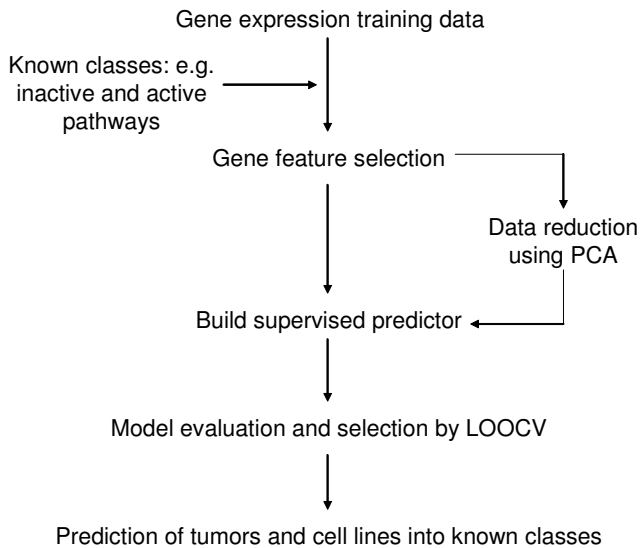 Gene expression training data
Known classes: e.g.
inactive and active
pathways
Gene feature selection
Data reduction
using PCA
Build supervised predictor
Model evaluation and selection by LOOCV
Prediction of tumors and cell lines into known classes